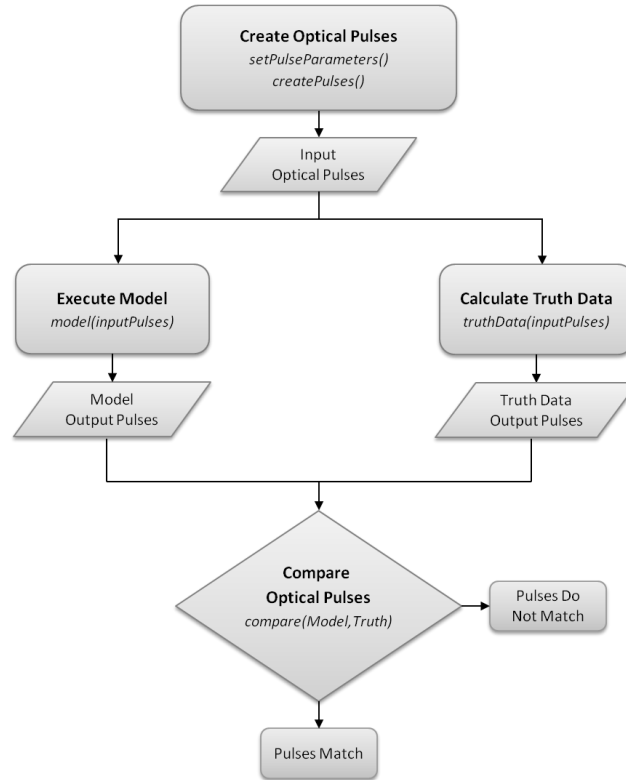 Create Optical Pulses
setPulseParameters()
createPulses()
Input
Optical Pulses
Execute Model
model(inputPulses)
Calculate Truth Data
truthData(inputPulses)
Model
Output Pulses
Truth Data
Output Pulses
Compare
Optical Pulses
compare(Model,Truth)
Pulses Do
Not Match
Pulses Match